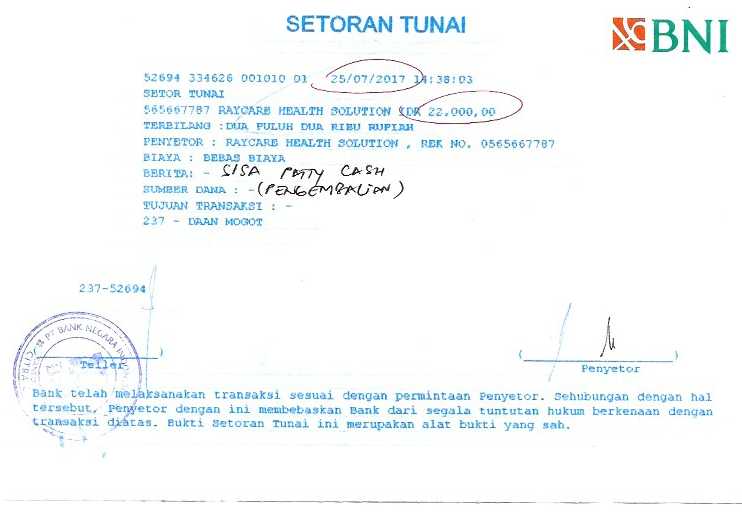 SETORAN TUNAI
BNI
52694 334626 001010 01 25/07/2017 14:38:03
SETOR TUNAI
565667787 RAYCARE HEALTH SOLUTION IDR 22,000,00
TERBILANG :DUA PULUH DUA RIBU RUPIAH
PENYETOR : RAYCARE HEALTH SOLUTION , REK NO. 0565667787
BIAYA : BEBAS BIAYA
BERITA: - SISA PATTY CASH
SUMBER DANA : - (PENGEMBALIAN)
TUJUAN TRANSAKSI : -
237 - DAAN MOGOT
237-52694
PT BANK NEGARA
( ) ( )
Teller Penyetor
Bank telah melaksanakan transaksi sesuai dengan permintaan Penyetor. Sehubungan dengan hal
tersebut, Penyetor dengan ini membebaskan Bank dari segala tuntutan hukum berkenaan dengan
transaksi diatas. Bukti Setoran Tunai ini merupakan alat bukti yang sah.